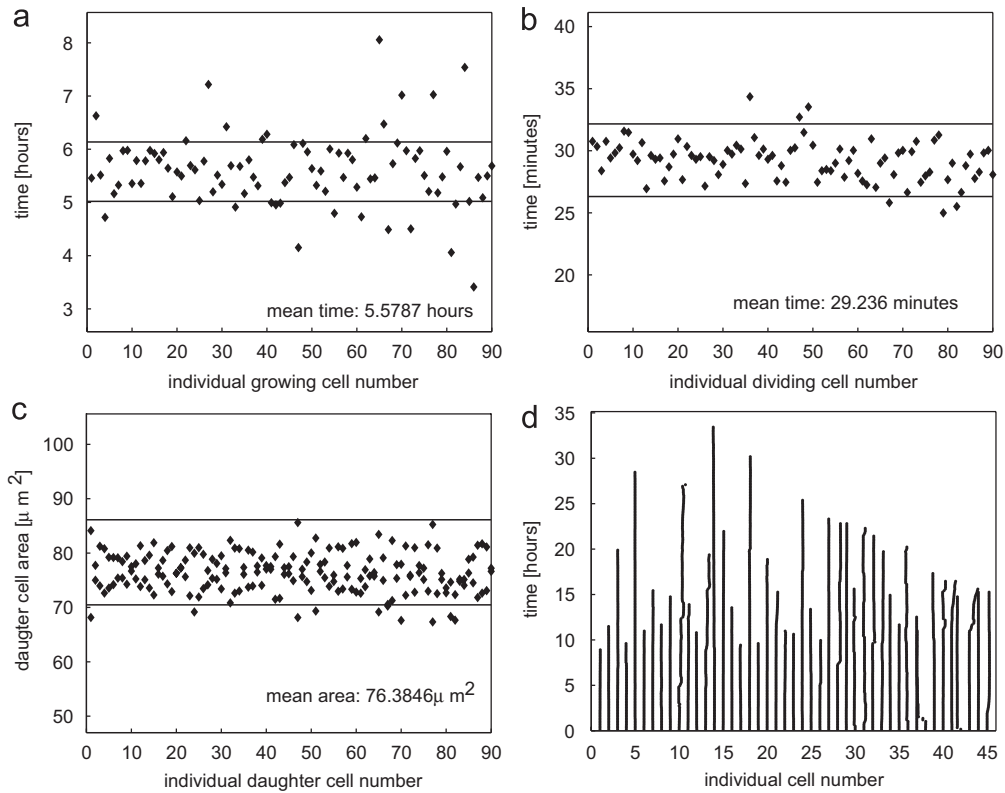 a
time [hours]
8
7
6
5
4
3
mean time: 5.5787 hours
0 10 20 30 40 50 60 70 80 90
individual growing cell number
b
time [minutes]
40
35
30
25
20
mean time: 29.236 minutes
0 10 20 30 40 50 60 70 80 90
individual dividing cell number
c
daugter cell area [μ m 2]
100
90
80
70
60
50
mean area: 76.3846μ m2
0 10 20 30 40 50 60 70 80 90
individual daughter cell number
d
time [hours]
35
30
25
20
15
10
5
0
0 5 10 15 20 25 30 35 40 45
individual cell number